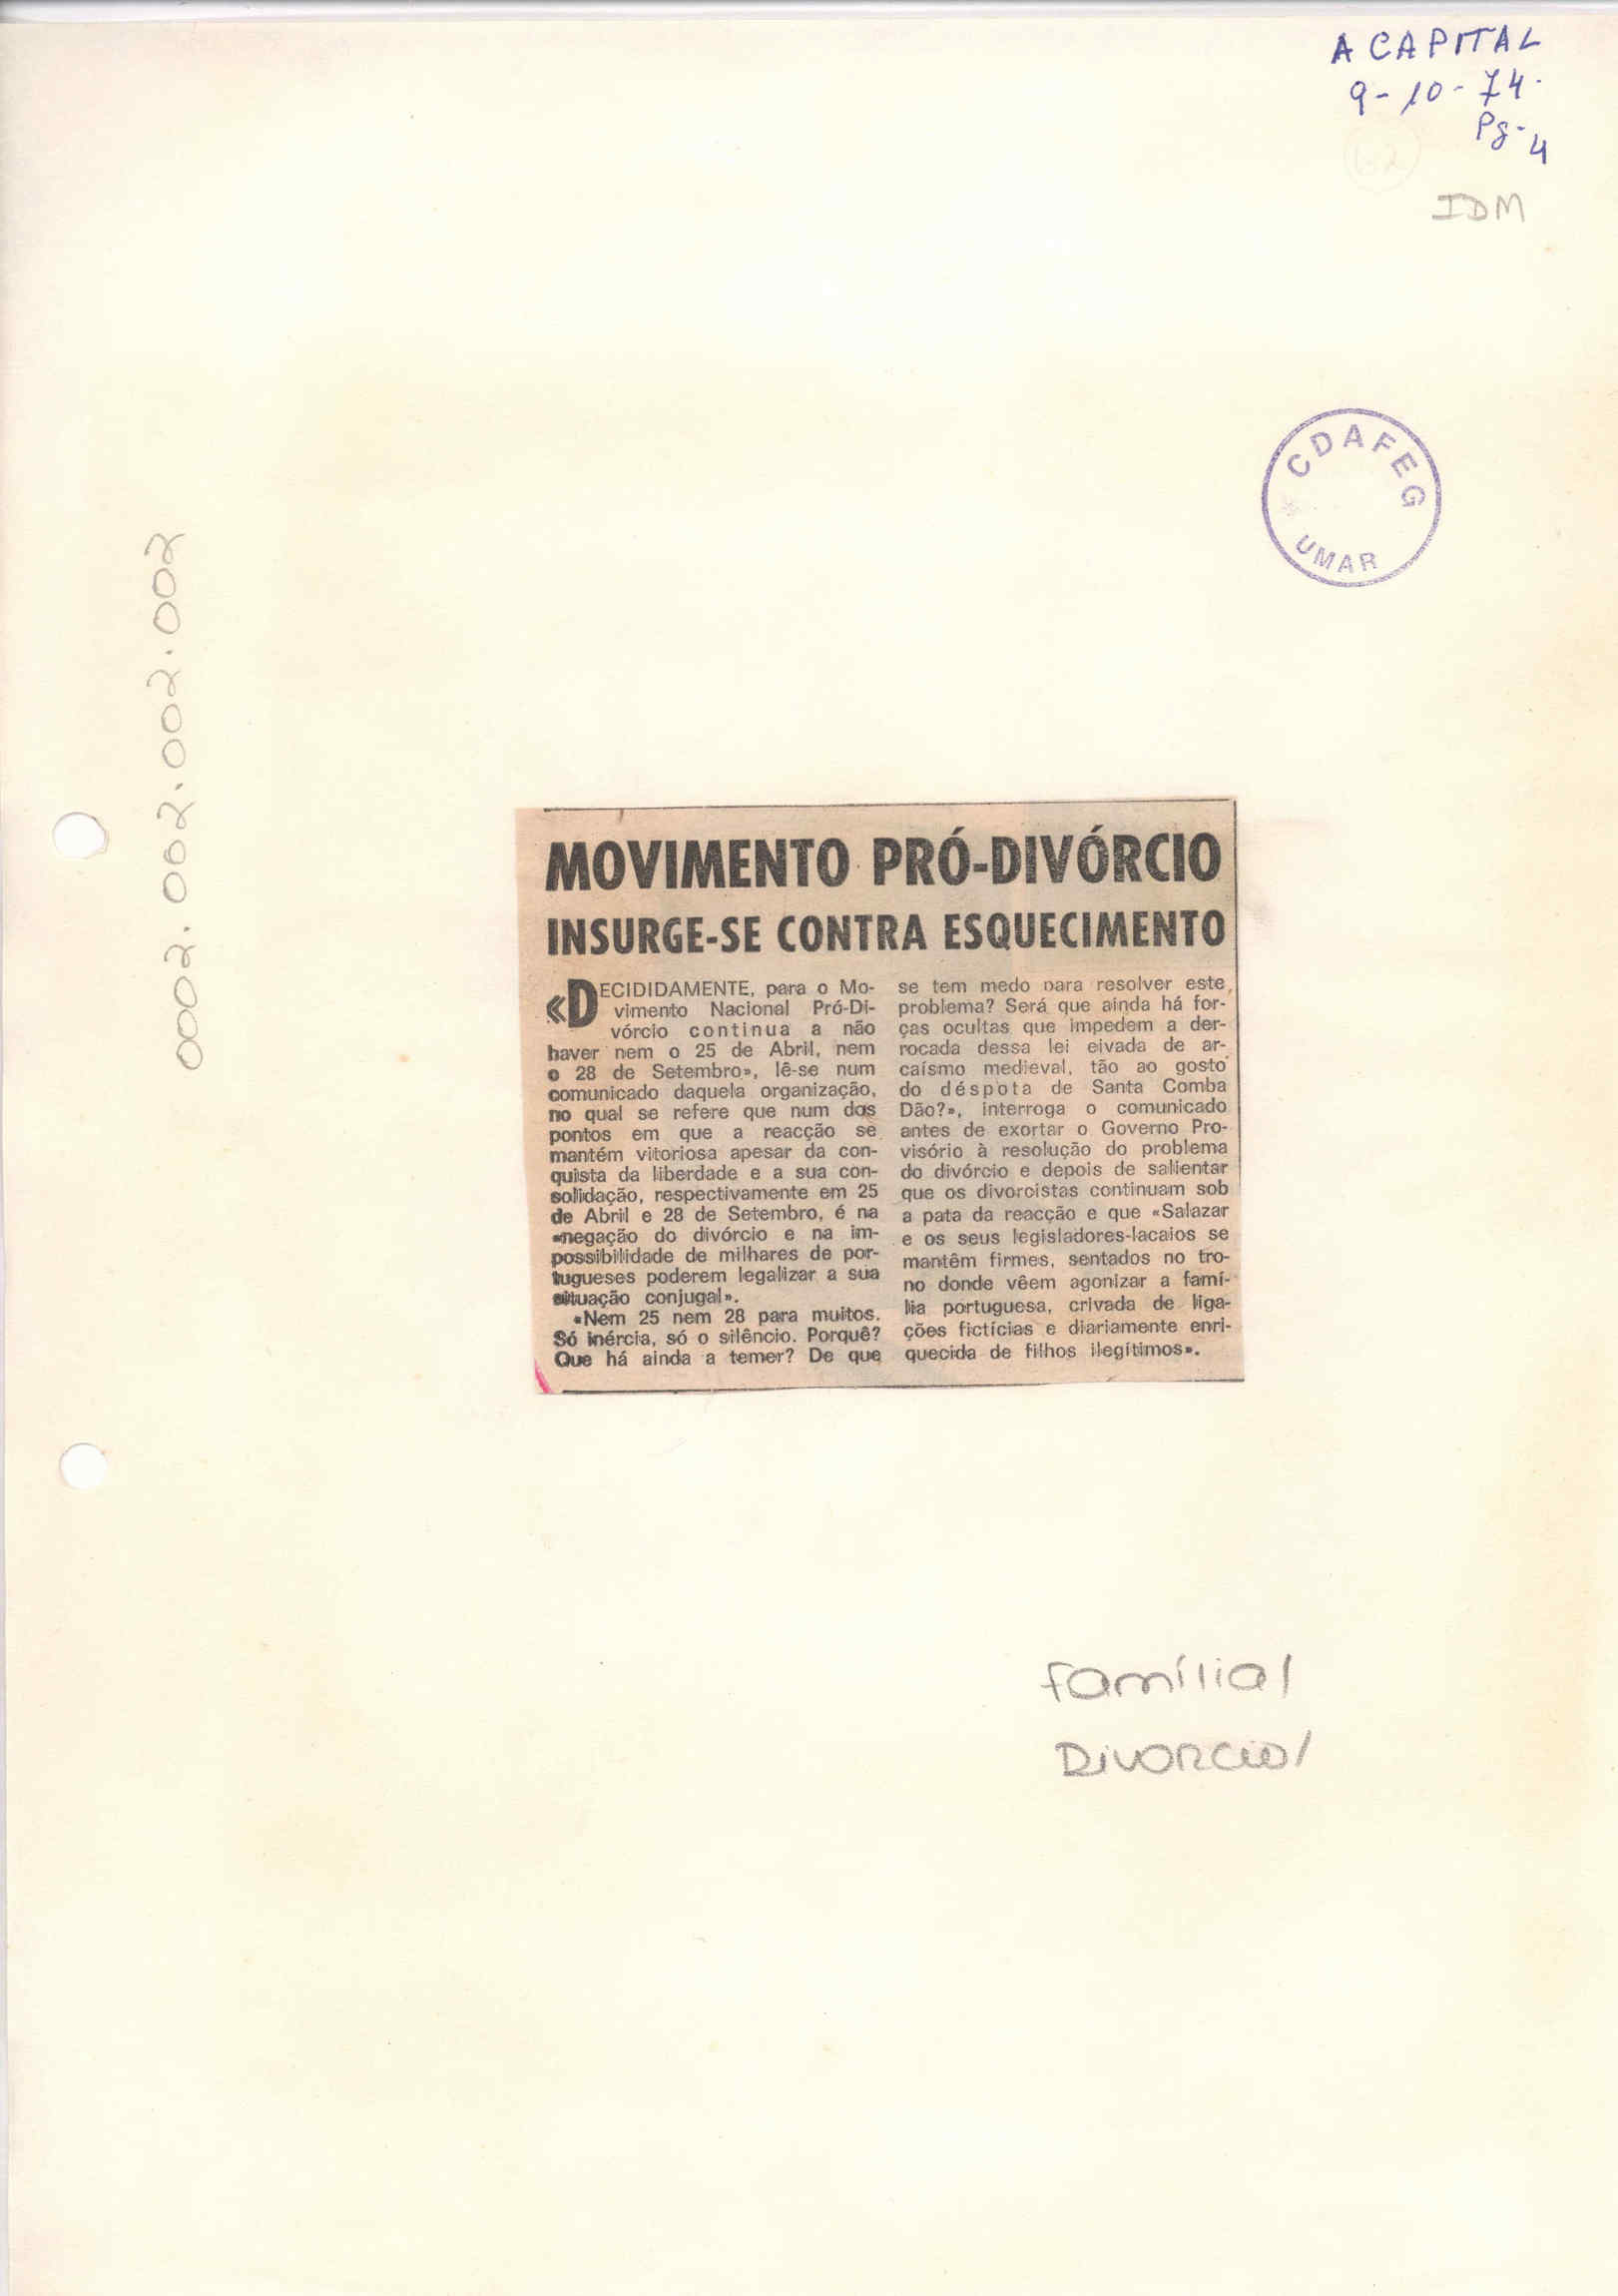 A CAPITAL
9-10-74.
Pg-4
62
IDM
CDAFEG
UMAR
0002.062.002.002
MOVIMENTO PRÓ-DIVÓRCIO
INSURGE-SE CONTRA ESQUECIMENTO
«DECIDIDAMENTE, para o Mo-
vimento Nacional Pró-Di-
vórcio continua a não
haver nem o 25 de Abril, nem
o 28 de Setembro», lê-se num
comunicado daquela organização,
no qual se refere que num dos
pontos em que a reacção se
mantém vitoriosa apesar da con-
quista da liberdade e a sua con-
solidação, respectivamente em 25
de Abril e 28 de Setembro, é na
«negação do divórcio e na im-
possibilidade de milhares de por-
tugueses poderem legalizar a sua
situação conjugal».
«Nem 25 nem 28 para muitos.
Só inércia, só o silêncio. Porquê?
Que há ainda a temer? De que
se tem medo para resolver este
problema? Será que ainda há for-
ças ocultas que impedem a der-
rocada dessa lei eivada de ar-
caísmo medieval, tão ao gosto
do déspota de Santa Comba
Dão?», interroga o comunicado
antes de exortar o Governo Pro-
visório à resolução do problema
do divórcio e depois de salientar
que os divorcistas continuam sob
a pata da reacção e que «Salazar
e os seus legisladores-lacaios se
mantêm firmes, sentados no tro-
no donde vêem agonizar a famí-
lia portuguesa, crivada de liga-
ções fictícias e diariamente enri-
quecida de filhos ilegítimos».
família/
Divorcio/